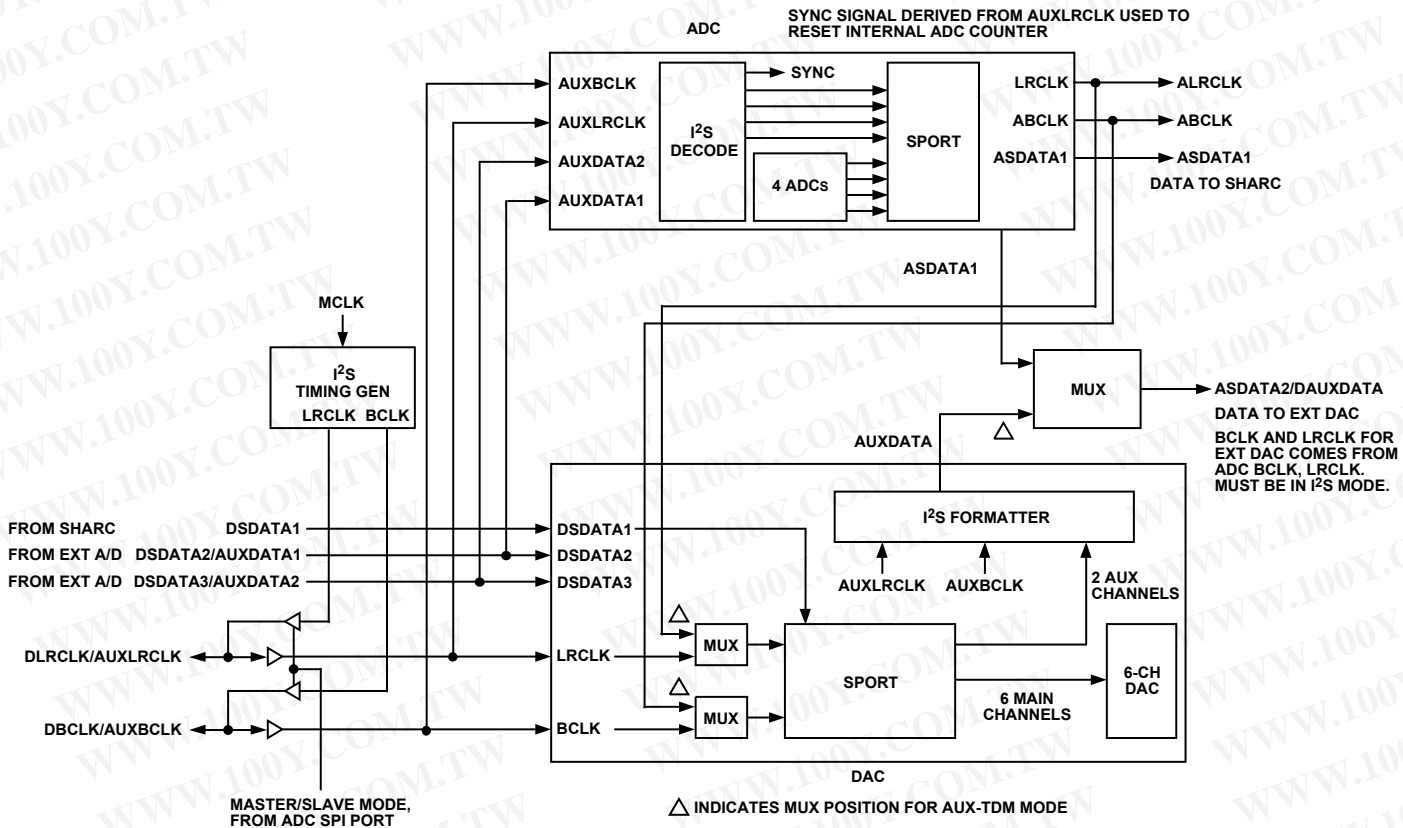 SYNC SIGNAL DERIVED FROM AUXLRCLK USED TO
RESET INTERNAL ADC COUNTER
ADC
AUXBCLK
AUXLRCLK
AUXDATA2
AUXDATA1
I2S
DECODE
SYNC
4 ADCs
SPORT
LRCLK
ABCLK
ASDATA1
ALRCLK
ABCLK
ASDATA1
DATA TO SHARC
ASDATA1
MCLK
I2S
TIMING GEN
LRCLK BCLK
MUX
ASDATA2/DAUXDATA
DATA TO EXT DAC
BCLK AND LRCLK FOR
EXT DAC COMES FROM
ADC BCLK, LRCLK.
MUST BE IN I2S MODE.
AUXDATA
FROM SHARC DSDATA1
FROM EXT A/D DSDATA2/AUXDATA1
FROM EXT A/D DSDATA3/AUXDATA2
DSDATA1
DSDATA2
DSDATA3
I2S FORMATTER
AUXLRCLK
AUXBCLK
2 AUX
CHANNELS
DLRCLK/AUXLRCLK
LRCLK
MUX
SPORT
6-CH
DAC
6 MAIN
CHANNELS
DBCLK/AUXBCLK
BCLK
MUX
DAC
MASTER/SLAVE MODE,
FROM ADC SPI PORT
△ INDICATES MUX POSITION FOR AUX-TDM MODE
WWW.100Y.COM.TW